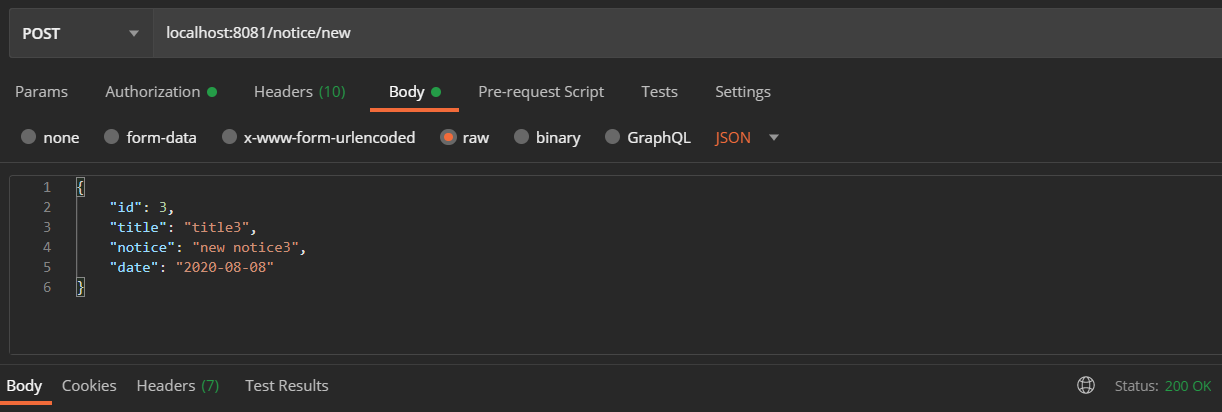 POST localhost:8081/notice/new
Params Authorization Headers (10) Body Pre-request Script Tests Settings
none form-data x-www-form-urlencoded raw binary GraphQL JSON
1 {
2 "id": 3,
3 "title": "title3",
4 "notice": "new notice3",
5 "date": "2020-08-08"
6 }
Body Cookies Headers (7) Test Results Status: 200 OK